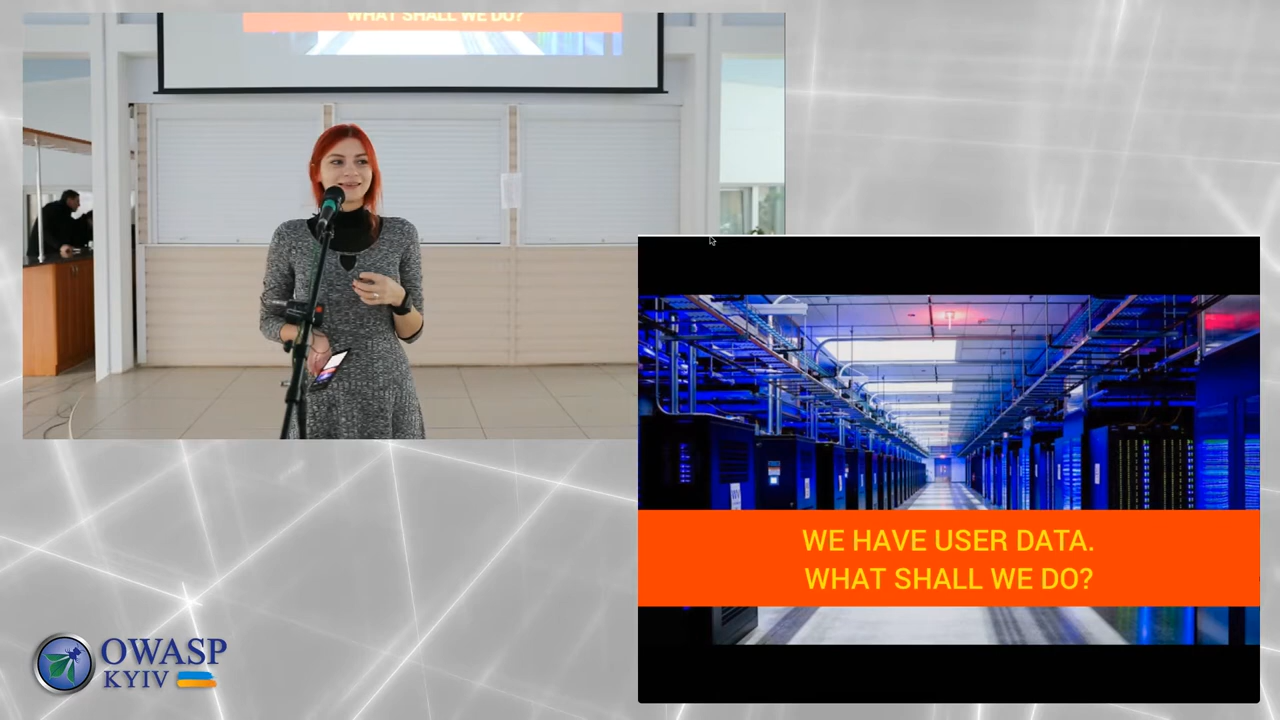 WHAT SHALL WE DO?
WE HAVE USER DATA.
WHAT SHALL WE DO?
OWASP
KYIV